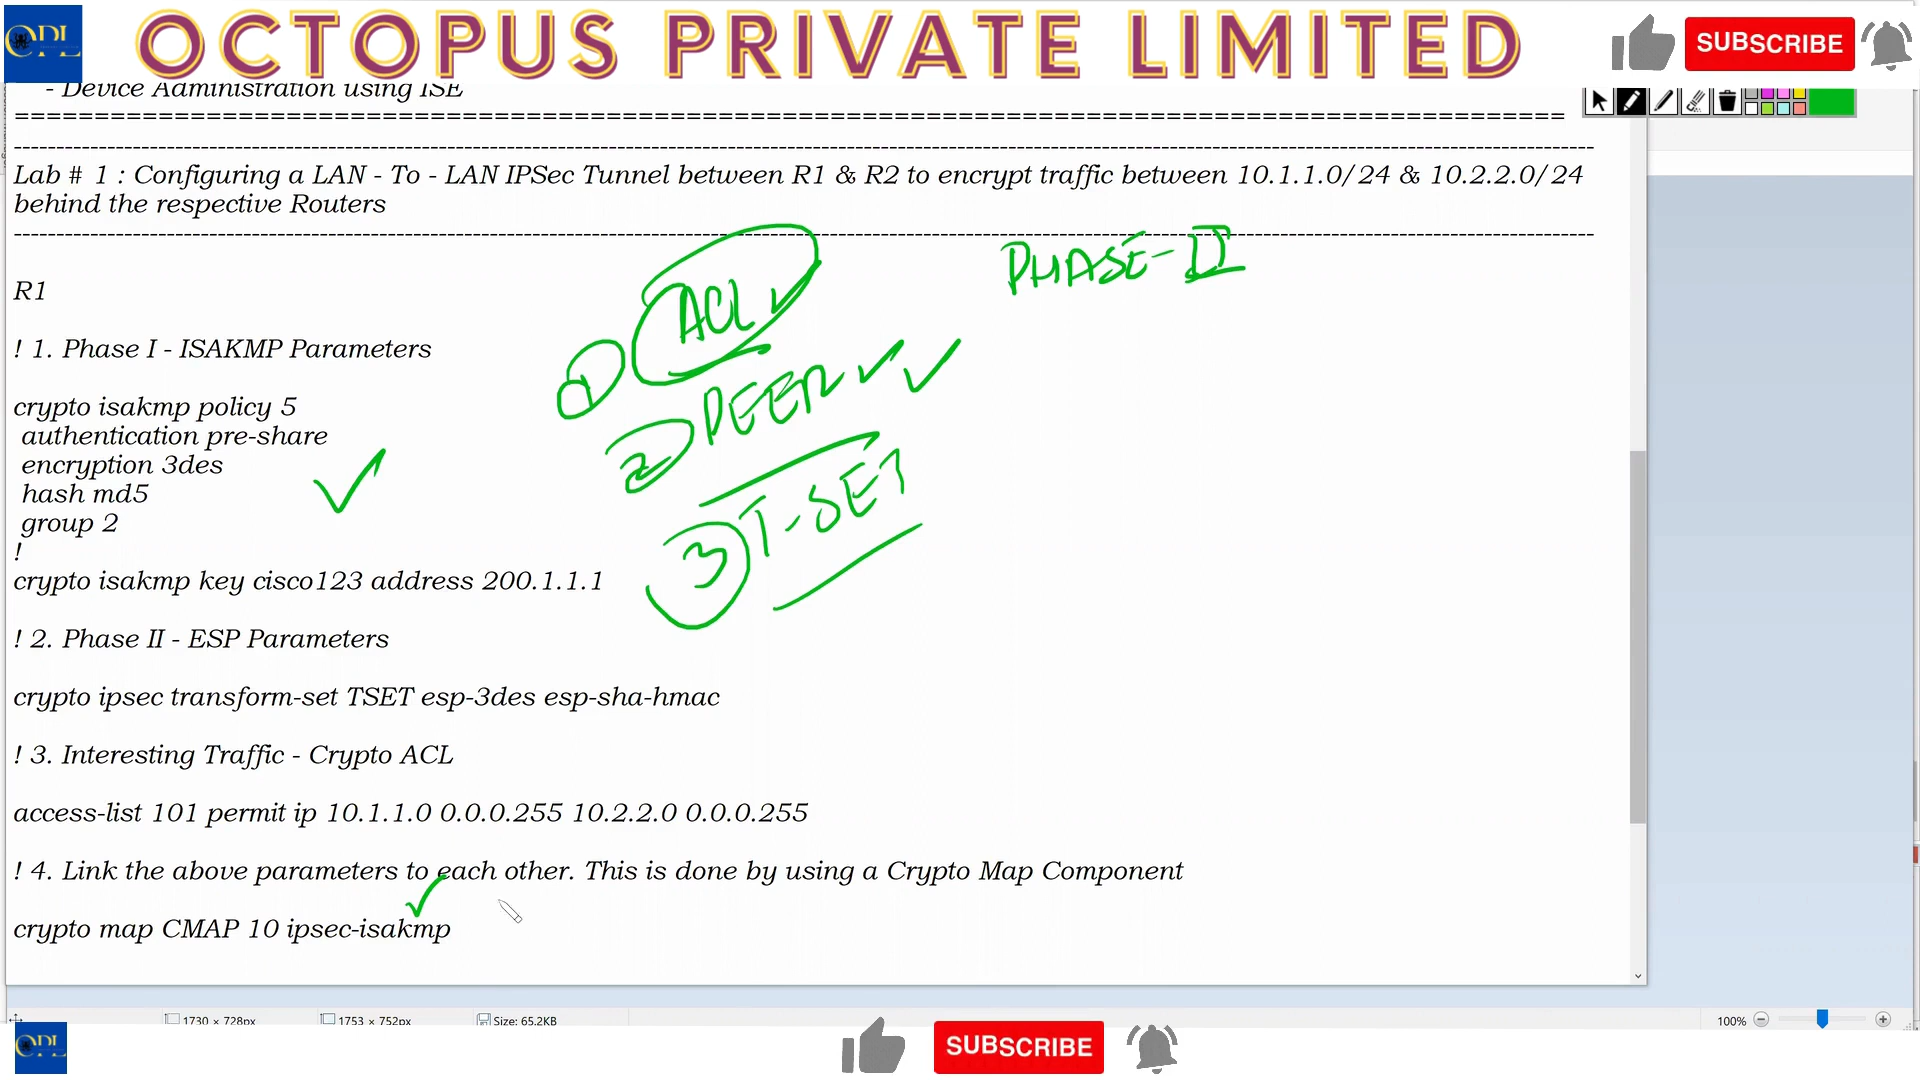 OPL OCTOPUS PRIVATE LIMITED SUBSCRIBE
- Device Administration using ISE
==========================================================================================
------------------------------------------------------------------------------------------
Lab # 1 : Configuring a LAN - To - LAN IPSec Tunnel between R1 & R2 to encrypt traffic between 10.1.1.0/24 & 10.2.2.0/24
behind the respective Routers
------------------------------------------------------------------------------------------
PHASE-II
R1
ACL
! 1. Phase I - ISAKMP Parameters
1
PEER
crypto isakmp policy 5
authentication pre-share
2
encryption 3des
hash md5
T-SET
group 2
3
!
crypto isakmp key cisco123 address 200.1.1.1
! 2. Phase II - ESP Parameters
crypto ipsec transform-set TSET esp-3des esp-sha-hmac
! 3. Interesting Traffic - Crypto ACL
access-list 101 permit ip 10.1.1.0 0.0.0.255 10.2.2.0 0.0.0.255
! 4. Link the above parameters to each other. This is done by using a Crypto Map Component
crypto map CMAP 10 ipsec-isakmp
1730 × 728px 1753 × 752px Size: 65.2KB 100%
OPL SUBSCRIBE